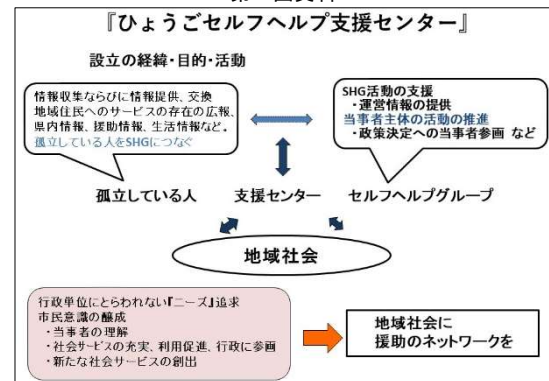 『ひょうごセルフヘルプ支援センター』
設立の経緯・目的・活動
情報収集ならびに情報提供、交換
地域住民へのサービスの存在の広報、
県内情報、援助情報、生活情報など。
孤立している人をSHGにつなぐ
SHG活動の支援
・運営情報の提供
当事者主体の活動の推進
・政策決定への当事者参画 など
孤立している人
支援センター
セルフヘルプグループ
地域社会
行政単位にとらわれない『ニーズ』追求
市民意識の醸成
・当事者の理解
・社会サービスの充実、利用促進、行政に参画
・新たな社会サービスの創出
地域社会に
援助のネットワークを